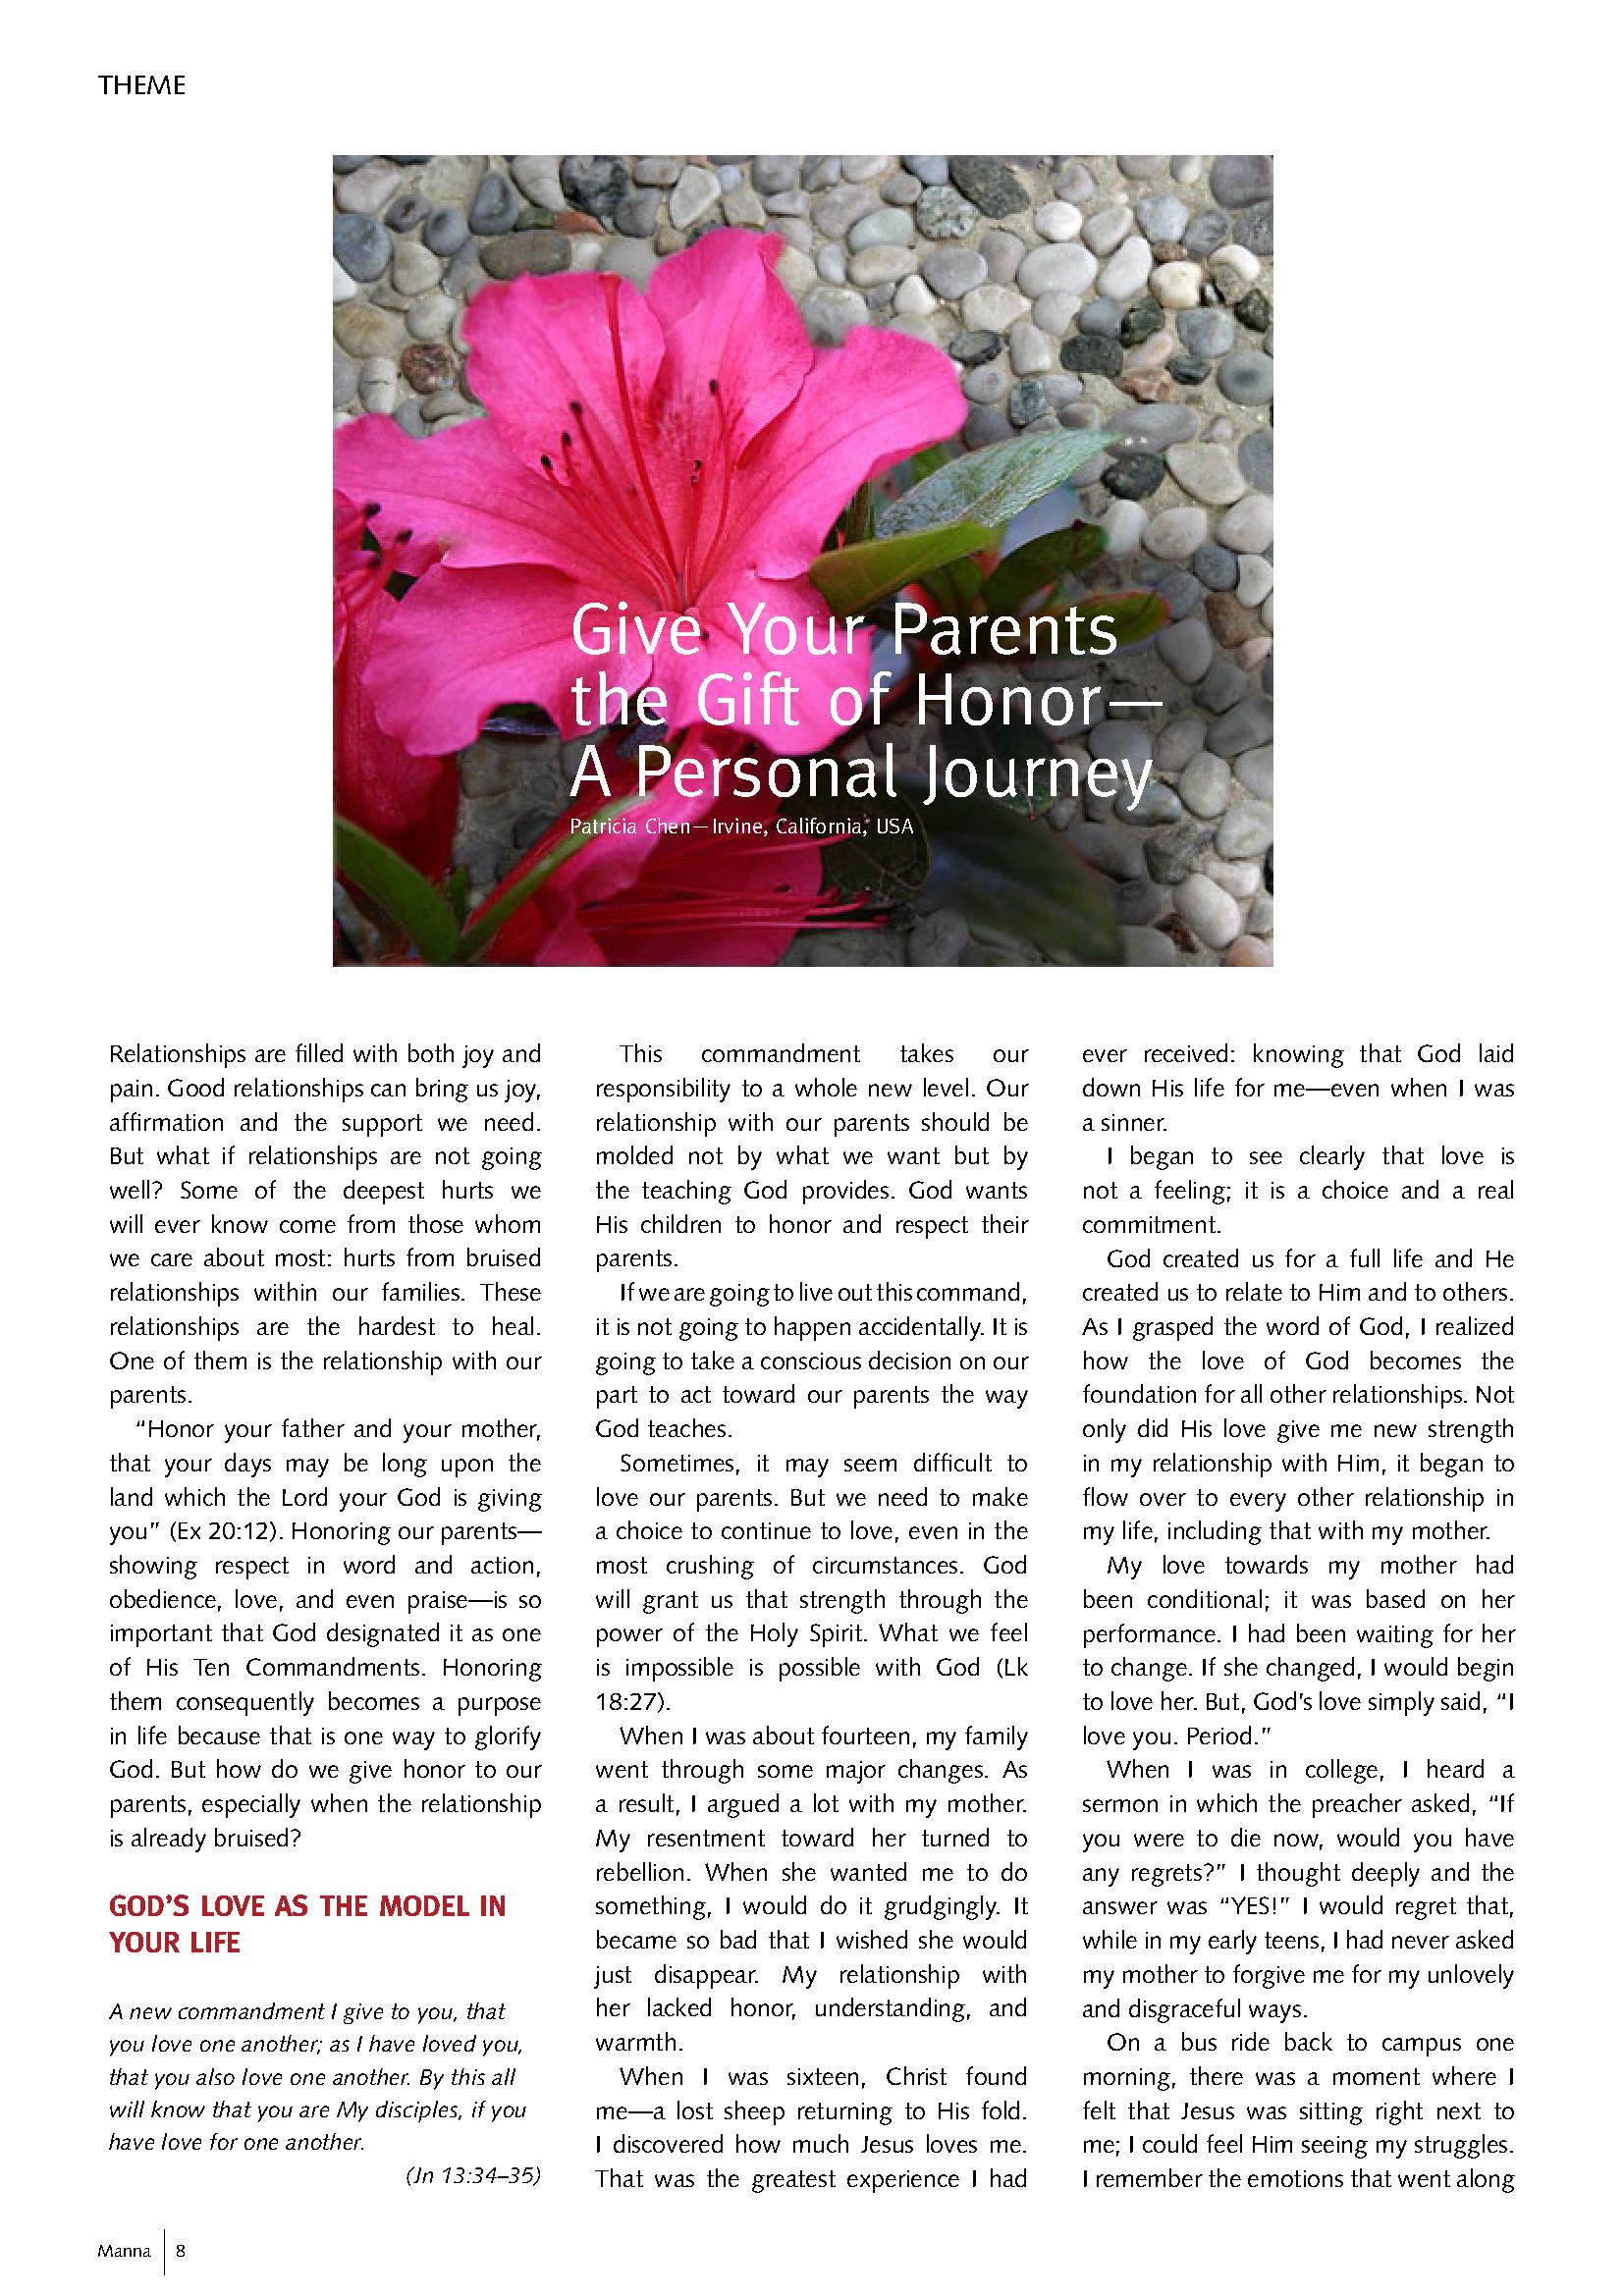 THEME
Give Your Parents
the Gift of Honor—
A Personal Journey
Patricia Chen—Irvine, California, USA
Relationships are filled with both joy and
pain. Good relationships can bring us joy,
affirmation and the support we need.
But what if relationships are not going
well? Some of the deepest hurts we
will ever know come from those whom
we care about most: hurts from bruised
relationships within our families. These
relationships are the hardest to heal.
One of them is the relationship with our
parents.
“Honor your father and your mother,
that your days may be long upon the
land which the Lord your God is giving
you” (Ex 20:12). Honoring our parents—
showing respect in word and action,
obedience, love, and even praise—is so
important that God designated it as one
of His Ten Commandments. Honoring
them consequently becomes a purpose
in life because that is one way to glorify
God. But how do we give honor to our
parents, especially when the relationship
is already bruised?
GOD’S LOVE AS THE MODEL IN
YOUR LIFE
A new commandment I give to you, that
you love one another; as I have loved you,
that you also love one another. By this all
will know that you are My disciples, if you
have love for one another.
(Jn 13:34–35)
This commandment takes our
responsibility to a whole new level. Our
relationship with our parents should be
molded not by what we want but by
the teaching God provides. God wants
His children to honor and respect their
parents.
If we are going to live out this command,
it is not going to happen accidentally. It is
going to take a conscious decision on our
part to act toward our parents the way
God teaches.
Sometimes, it may seem difficult to
love our parents. But we need to make
a choice to continue to love, even in the
most crushing of circumstances. God
will grant us that strength through the
power of the Holy Spirit. What we feel
is impossible is possible with God (Lk
18:27).
When I was about fourteen, my family
went through some major changes. As
a result, I argued a lot with my mother.
My resentment toward her turned to
rebellion. When she wanted me to do
something, I would do it grudgingly. It
became so bad that I wished she would
just disappear. My relationship with
her lacked honor, understanding, and
warmth.
When I was sixteen, Christ found
me—a lost sheep returning to His fold.
I discovered how much Jesus loves me.
That was the greatest experience I had
ever received: knowing that God laid
down His life for me—even when I was
a sinner.
I began to see clearly that love is
not a feeling; it is a choice and a real
commitment.
God created us for a full life and He
created us to relate to Him and to others.
As I grasped the word of God, I realized
how the love of God becomes the
foundation for all other relationships. Not
only did His love give me new strength
in my relationship with Him, it began to
flow over to every other relationship in
my life, including that with my mother.
My love towards my mother had
been conditional; it was based on her
performance. I had been waiting for her
to change. If she changed, I would begin
to love her. But, God’s love simply said, “I
love you. Period.”
When I was in college, I heard a
sermon in which the preacher asked, “If
you were to die now, would you have
any regrets?” I thought deeply and the
answer was “YES!” I would regret that,
while in my early teens, I had never asked
my mother to forgive me for my unlovely
and disgraceful ways.
On a bus ride back to campus one
morning, there was a moment where I
felt that Jesus was sitting right next to
me; I could feel Him seeing my struggles.
I remember the emotions that went along
Manna 8